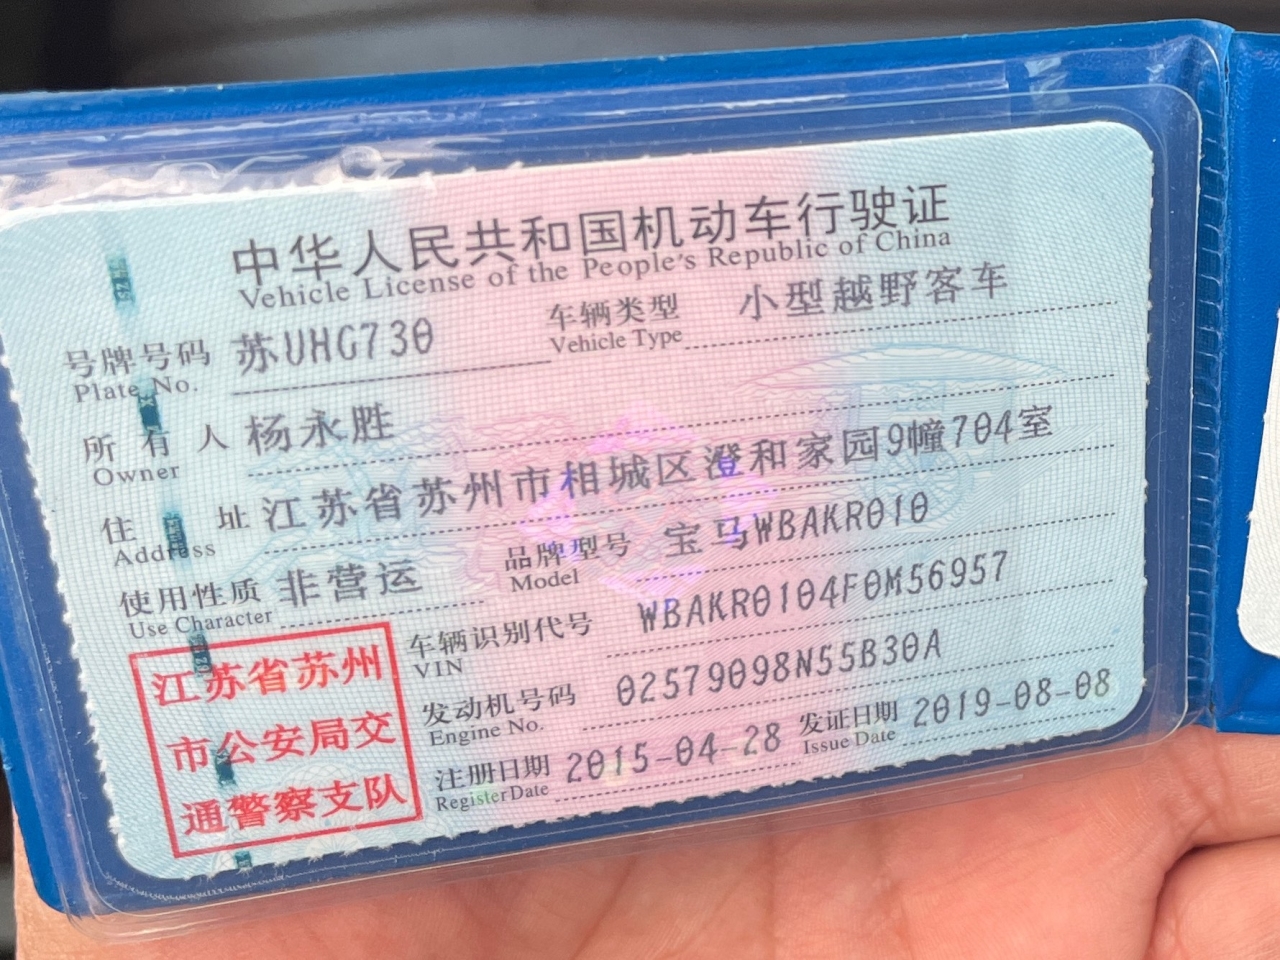 中华人民共和国机动车行驶证
Vehicle License of the People's Republic of China
号牌号码 苏UHG730 车辆类型 小型越野客车
Plate No. Vehicle Type
所有人 杨永胜
Owner
住址 江苏省苏州市相城区澄和家园9幢704室
Address
使用性质 非营运 品牌型号 宝马WBAKR010
Use Character Model
车辆识别代号 WBAKR0104F0M56957
VIN
发动机号码 02579098N55B30A
Engine No.
注册日期 2015-04-28 发证日期 2019-08-08
RegisterDate Issue Date
江苏省苏州
市公安局交
通警察支队